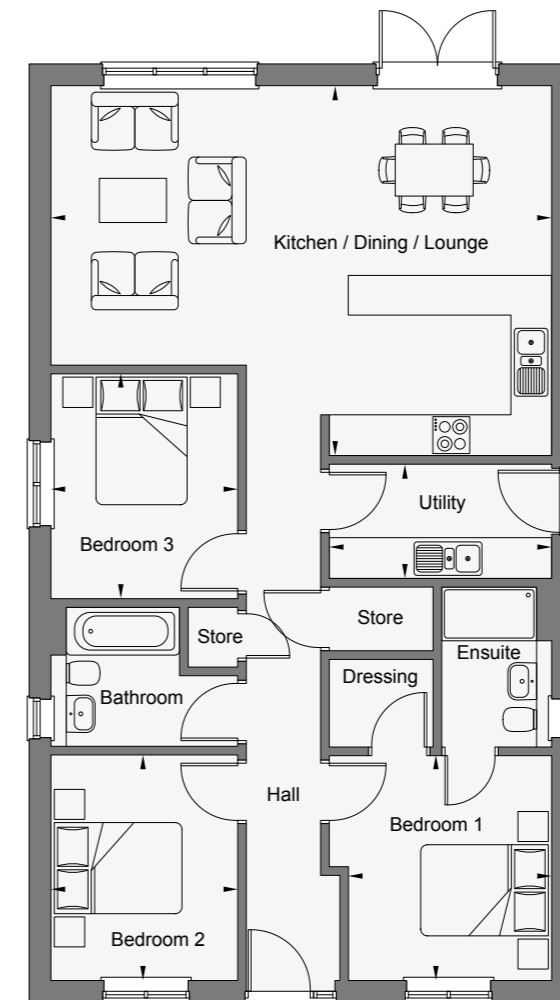 Kitchen / Dining / Lounge
Utility
Bedroom 3
Store
Store
Ensuite
Dressing
Bathroom
Hall
Bedroom 1
Bedroom 2